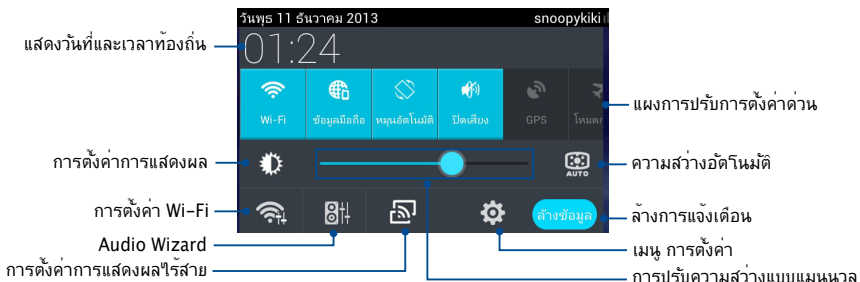 วันพุธ 11 ธันวาคม 2013
snoopykiki
แสดงวันที่และเวลาท้องถิ่น
01:24
Wi-Fi
ข้อมูลมือถือ
หมุนอัตโนมัติ
ปิดเสียง
GPS
แผงการปรับการตั้งค่าด่วน
การตั้งค่าการแสดงผล
AUTO
ความสว่างอัตโนมัติ
การตั้งค่า Wi-Fi
ล้างข้อมูล
ล้างการแจ้งเตือน
Audio Wizard
เมนู การตั้งค่า
การตั้งค่าการแสดงผลไร้สาย
การปรับความสว่างแบบแมนนวล